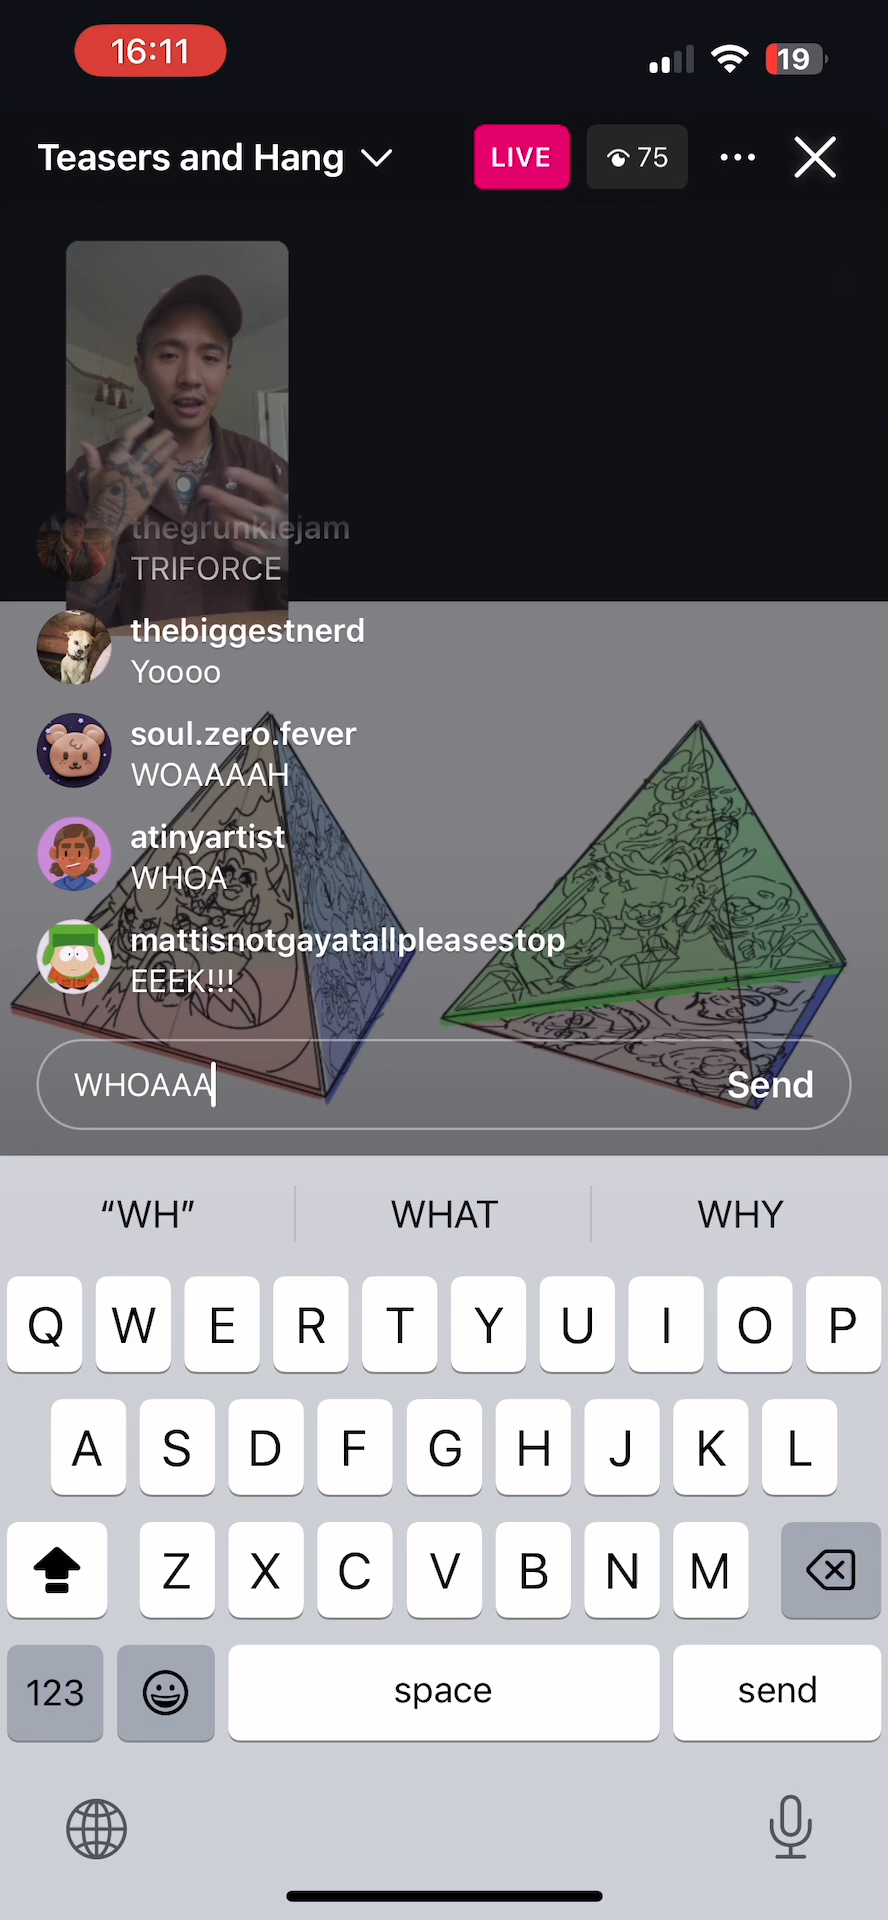 16:11
19
Teasers and Hang
LIVE
75
thegrunklejam
TRIFORCE
thebiggestnerd
Yoooo
soul.zero.fever
WOAAAAH
atinyartist
WHOA
mattisnotgayatallpleasestop
EEEK!!!
WHOAAA
Send
“WH”
WHAT
WHY
Q W E R T Y U I O P
A S D F G H J K L
Z X C V B N M
123
space
send